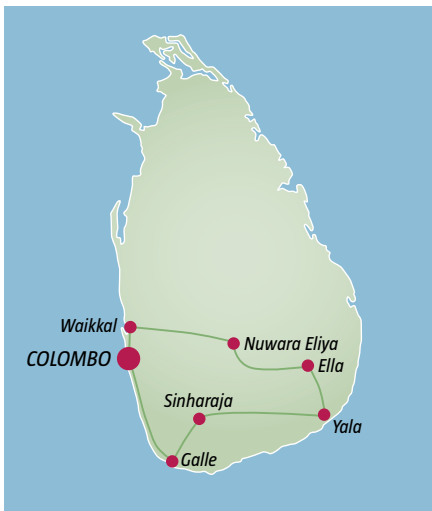 Waikkal
Nuwara Eliya
COLOMBO
Ella
Sinharaja
Yala
Galle